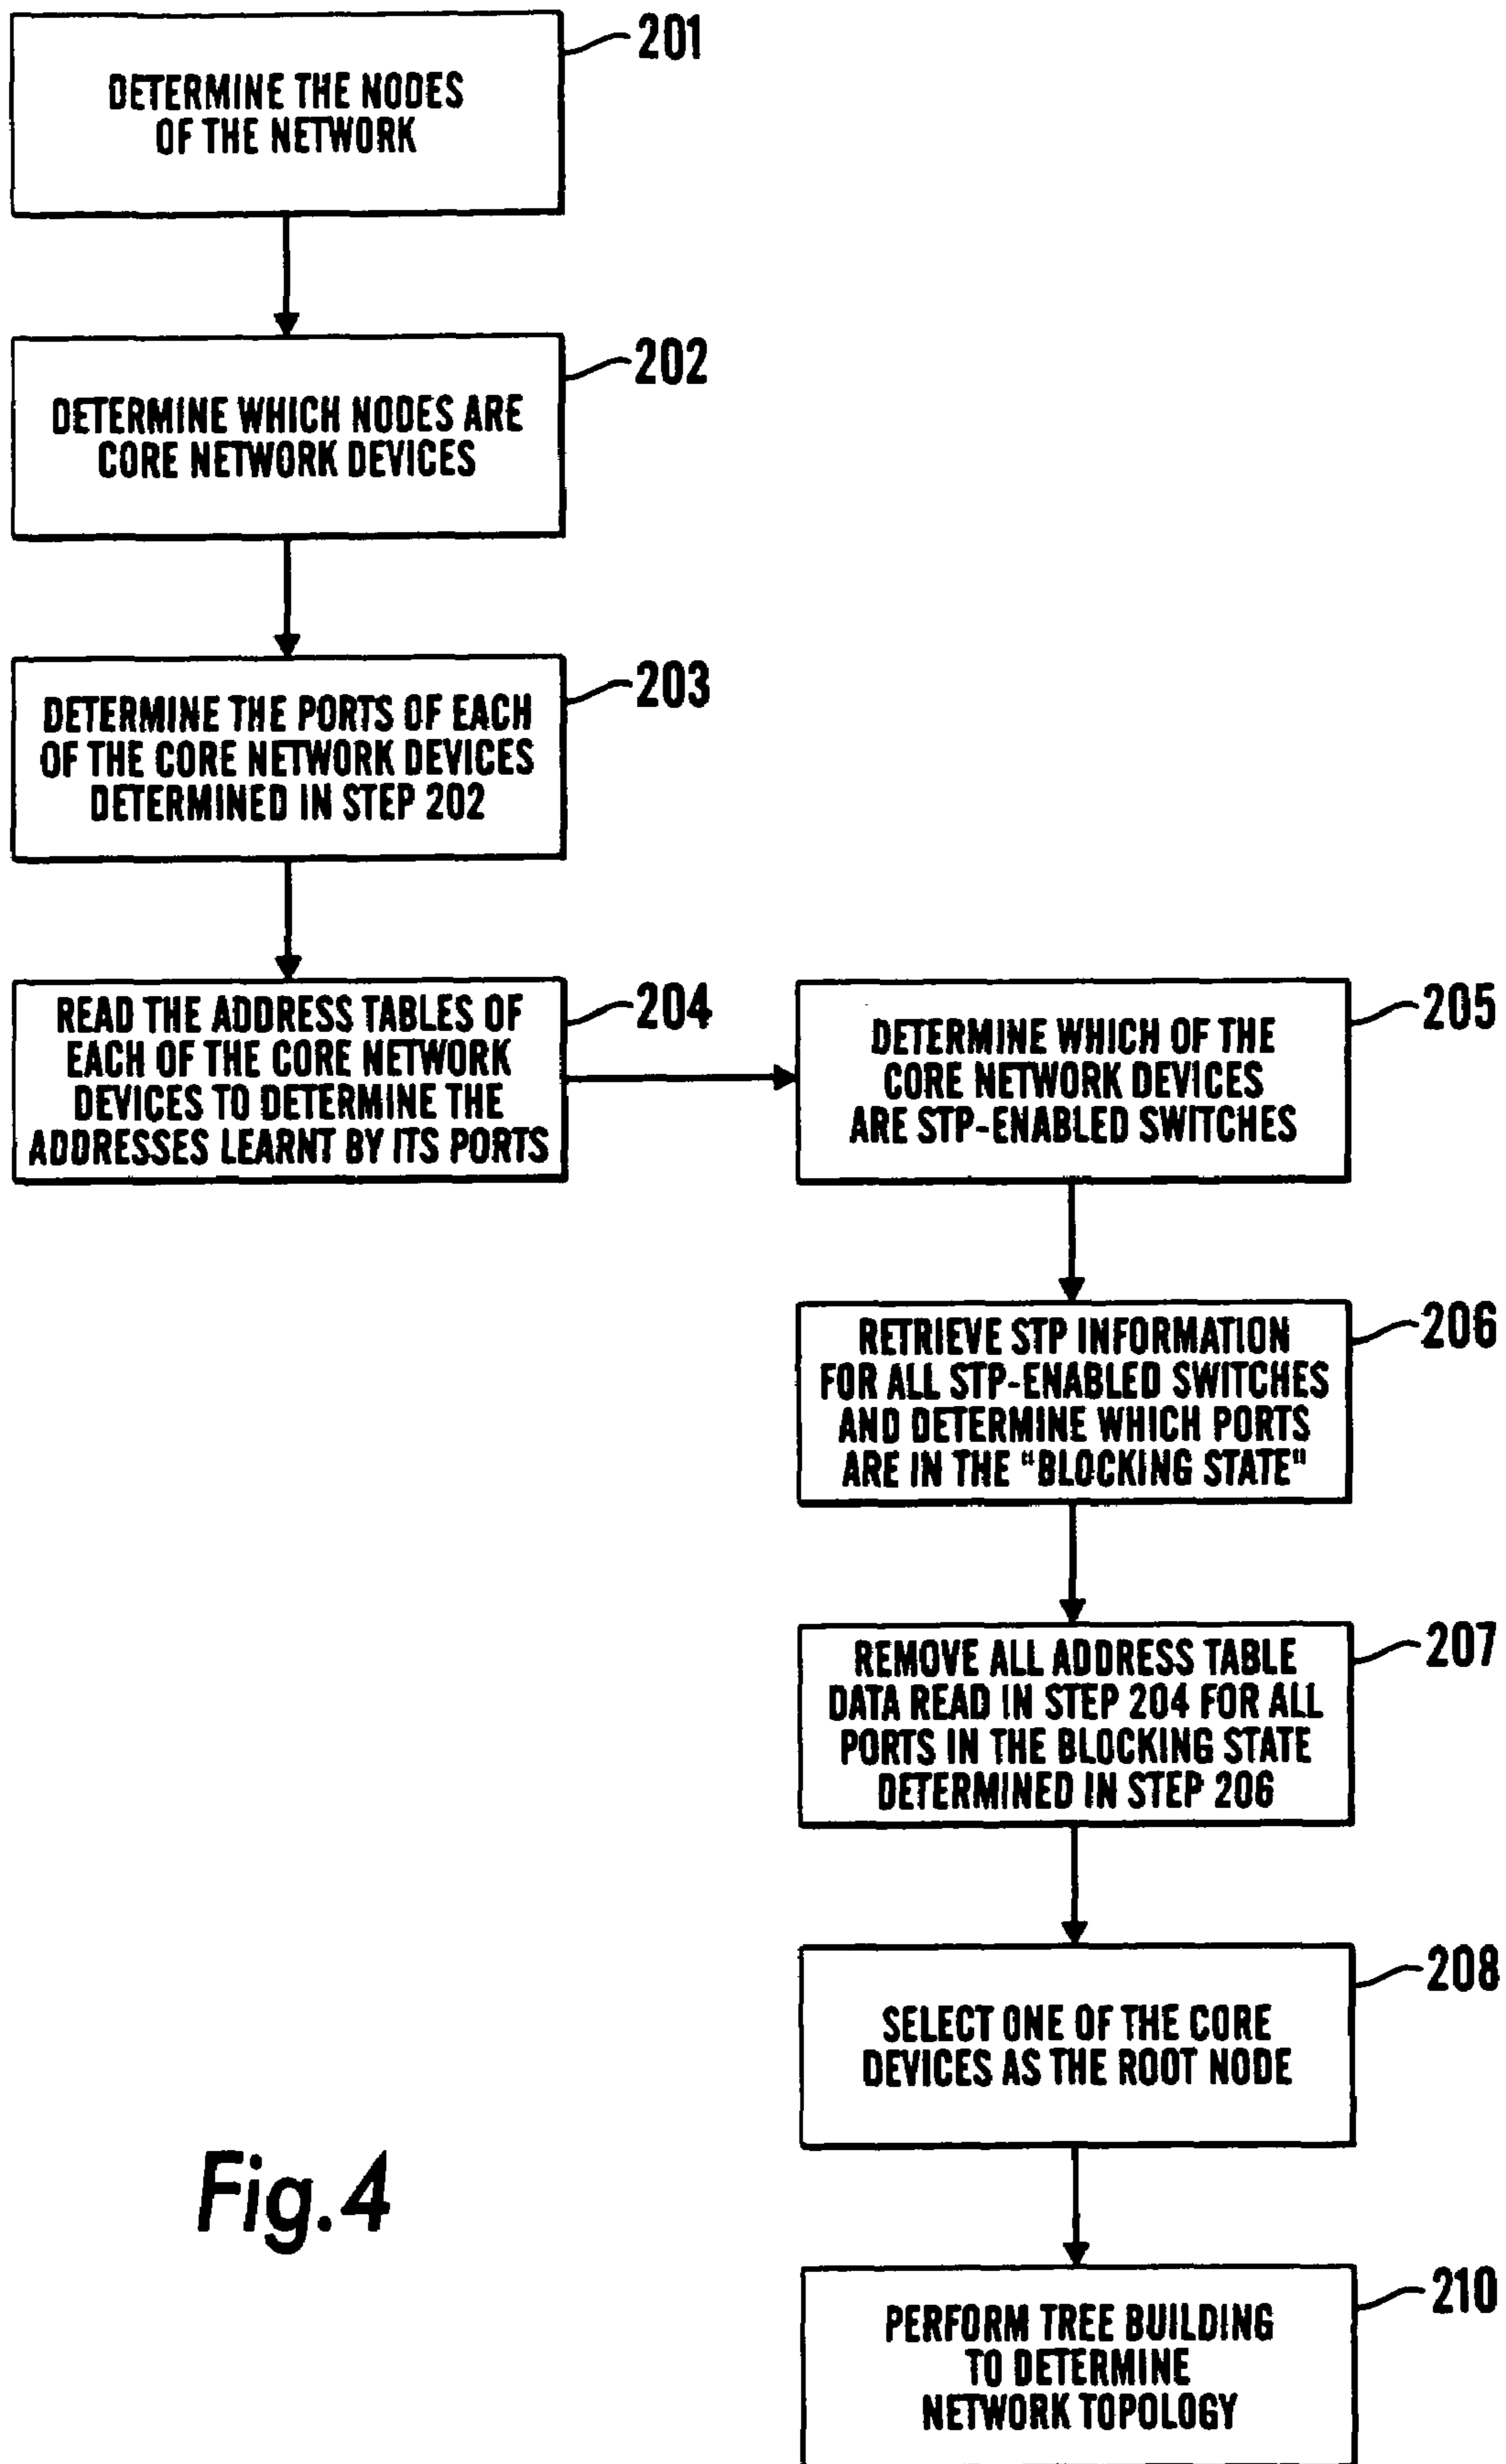 201
DETERMINE THE NODES
OF THE NETWORK
202
DETERMINE WHICH NODES ARE
CORE NETWORK DEVICES
203
DETERMINE THE PORTS OF EACH
OF THE CORE NETWORK DEVICES
DETERMINED IN STEP 202
204
READ THE ADDRESS TABLES OF
EACH OF THE CORE NETWORK
DEVICES TO DETERMINE THE
ADDRESSES LEARNT BY ITS PORTS
205
DETERMINE WHICH OF THE
CORE NETWORK DEVICES
ARE STP-ENABLED SWITCHES
206
RETRIEVE STP INFORMATION
FOR ALL STP-ENABLED SWITCHES
AND DETERMINE WHICH PORTS
ARE IN THE "BLOCKING STATE"
207
REMOVE ALL ADDRESS TABLE
DATA READ IN STEP 204 FOR ALL
PORTS IN THE BLOCKING STATE
DETERMINED IN STEP 206
208
SELECT ONE OF THE CORE
DEVICES AS THE ROOT NODE
210
PERFORM TREE BUILDING
TO DETERMINE
NETWORK TOPOLOGY
Fig.4